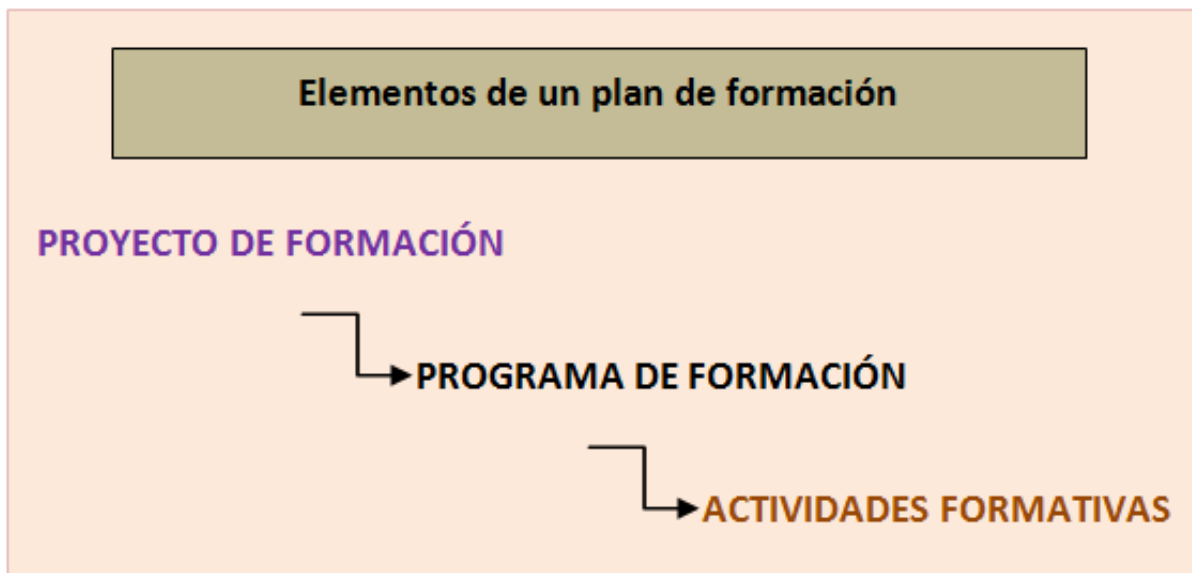 Elementos de un plan de formación
PROYECTO DE FORMACIÓN
PROGRAMA DE FORMACIÓN
ACTIVIDADES FORMATIVAS